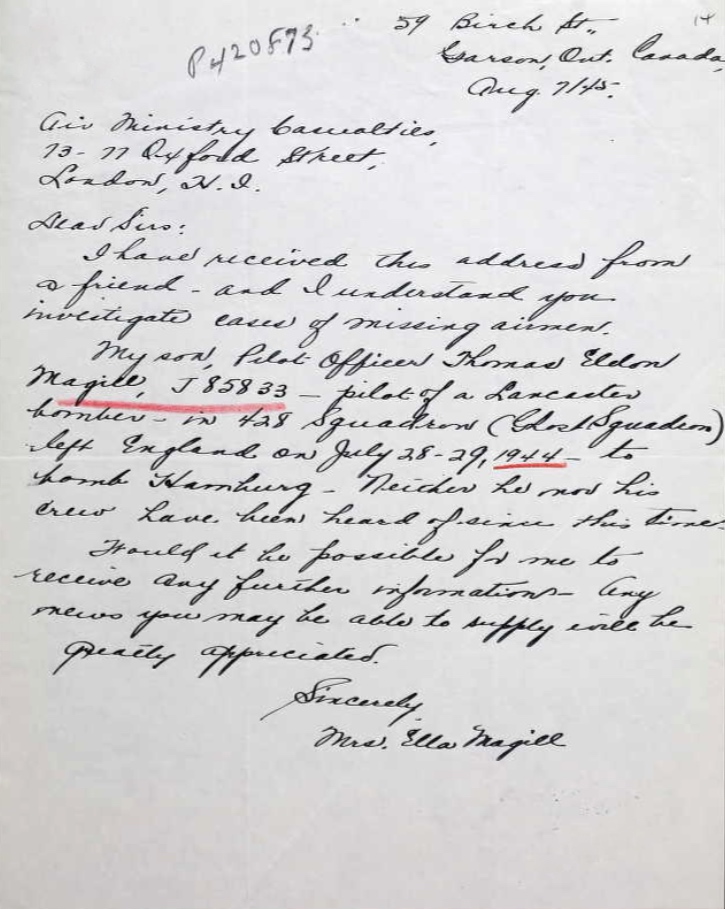 14
P420873
59 Birch St.,
Garson, Ont. Canada,
Aug. 7/45.
Air Ministry Casualties,
73-77 Oxford Street,
London, W.I.
Dear Sirs:
I have received this address from
a friend - and I understand you
investigate cases of missing airmen.
My son, Pilot Officer Thomas Eldon
Magill, J85833 - pilot of a Lancaster
bomber - in 428 Squadron (Ghost Squadron)
left England on July 28-29, 1944 - to
bomb Hamburg - Neither he nor his
crew have been heard of since this time.
Would it be possible for me to
receive any further information - Any
news you may be able to supply will be
greatly appreciated.
Sincerely,
Mrs. Ella Magill